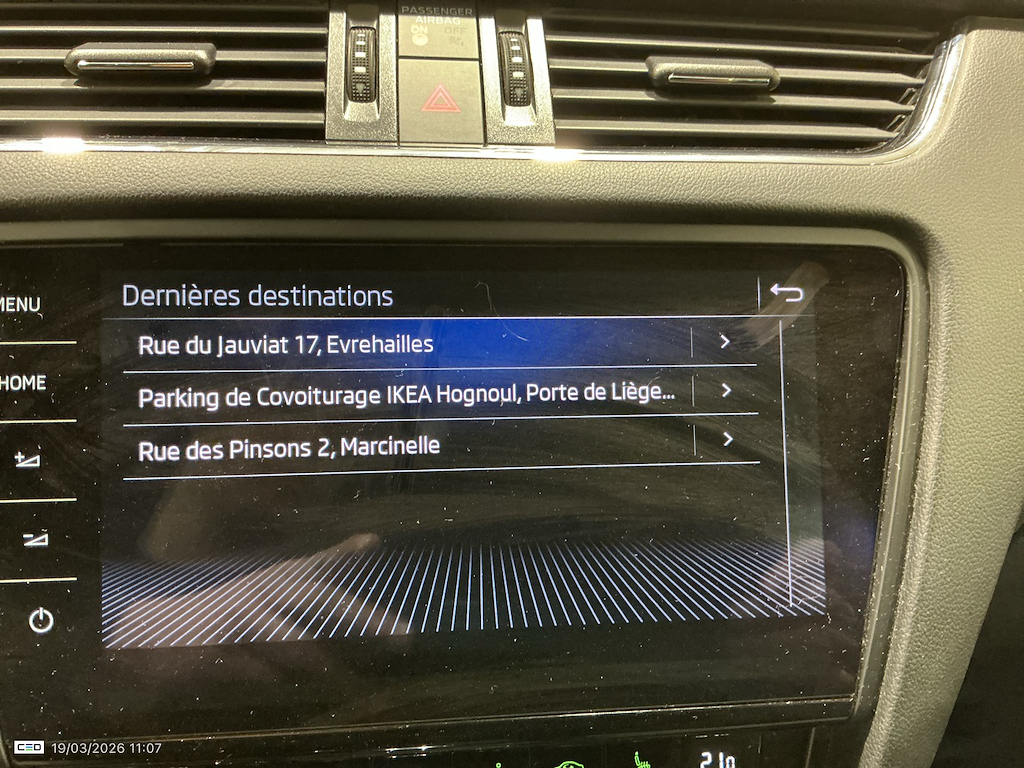 PASSENGER
AIRBAG
ON OFF
Dernières destinations
MENU
Rue du Jauviat 17, Evrehailles
HOME
Parking de Covoiturage IKEA Hognoul, Porte de Liège...
Rue des Pinsons 2, Marcinelle
CEO 19/03/2026 11:07